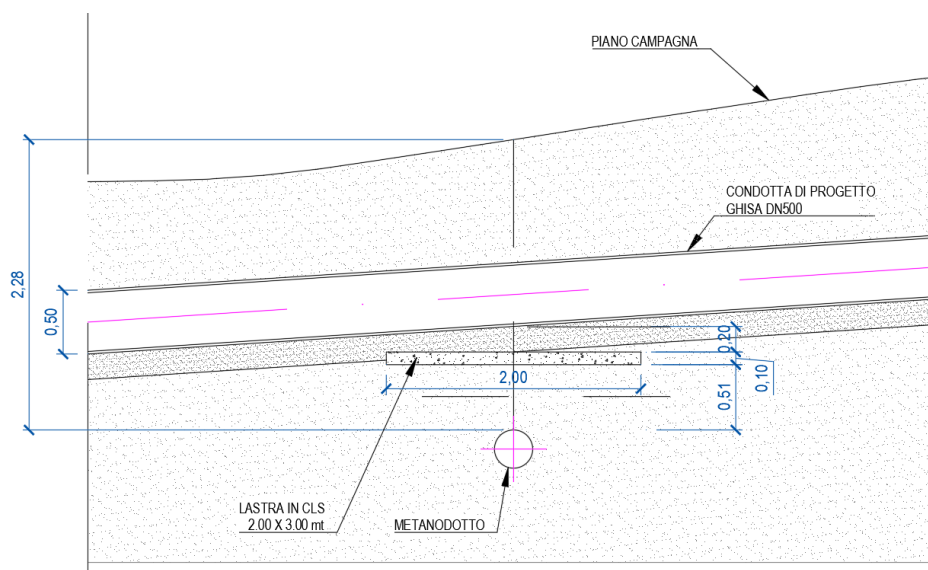 PIANO CAMPAGNA
CONDOTTA DI PROGETTO
GHISA DN500
2,28
0,50
0,20
2,00
0,51
0,10
LASTRA IN CLS
2.00 X 3.00 mt
METANODOTTO